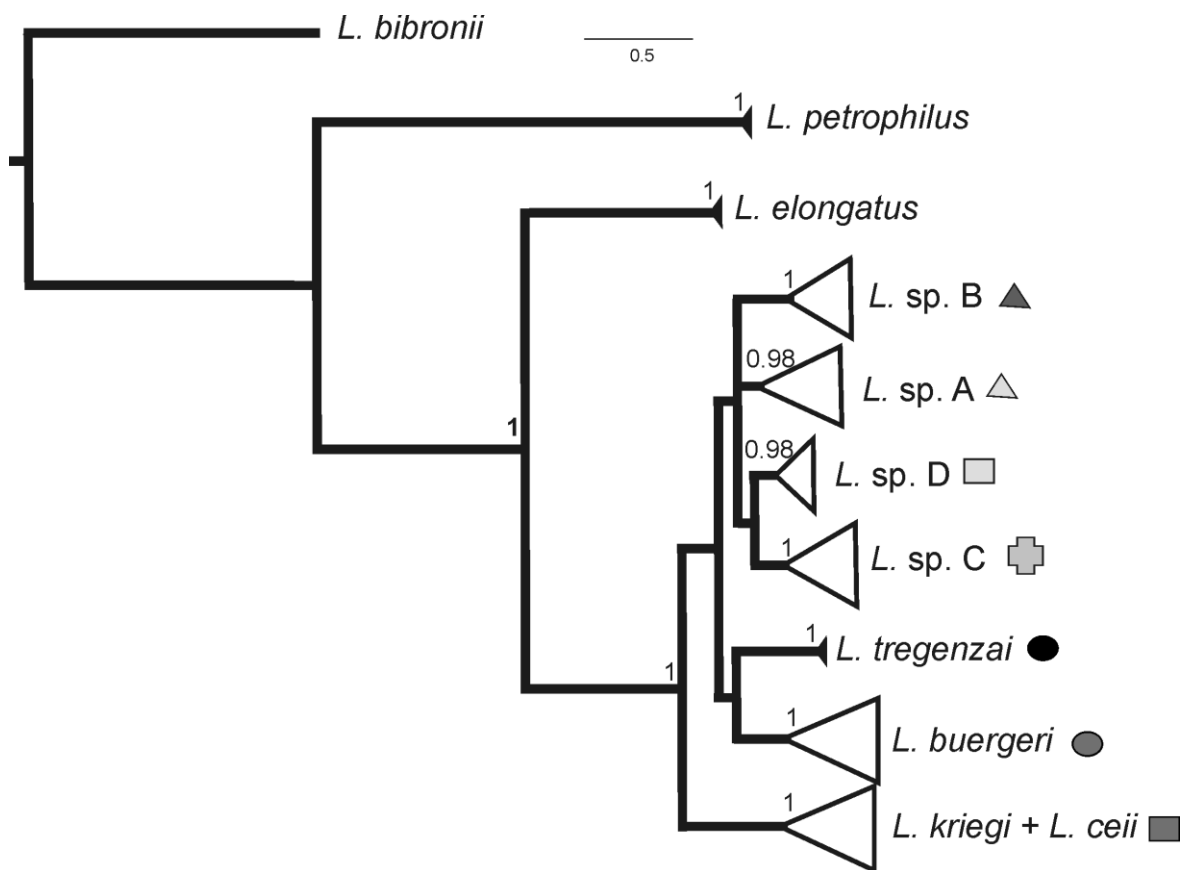 L. bibronii
0.5
1
L. petrophilus
1
L. elongatus
1
L. sp. B
0.98
L. sp. A
1
0.98
L. sp. D
1
L. sp. C
1
L. tregenzai
1
1
L. buergeri
1
L. kriegi + L. ceii